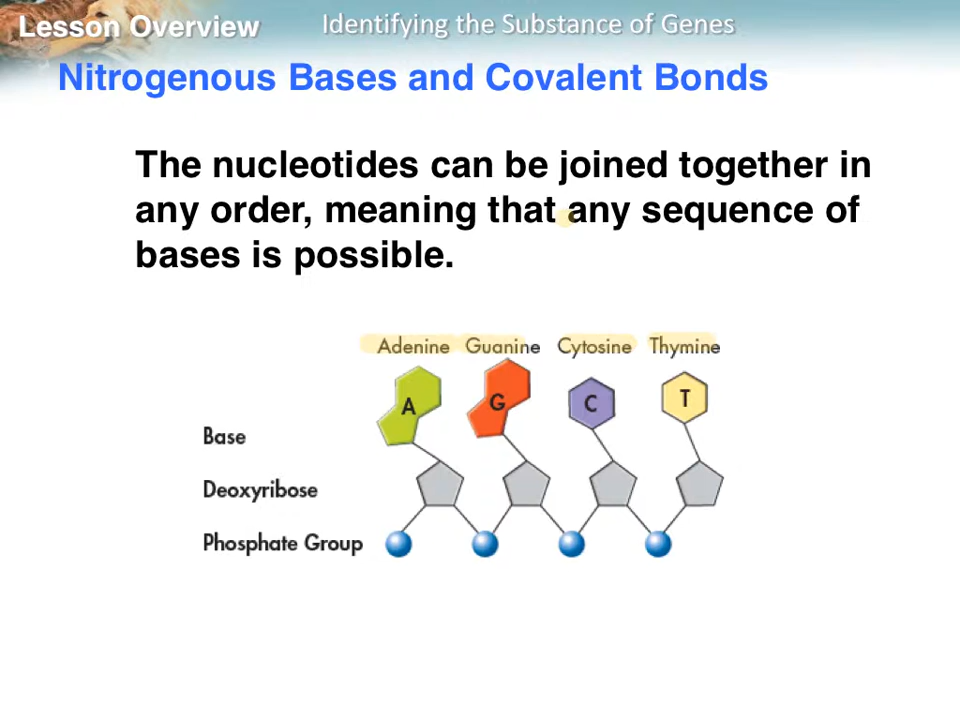 Lesson Overview
Identifying the Substance of Genes
Nitrogenous Bases and Covalent Bonds
The nucleotides can be joined together in
any order, meaning that any sequence of
bases is possible.
Adenine Guanine Cytosine Thymine
A G C T
Base
Deoxyribose
Phosphate Group